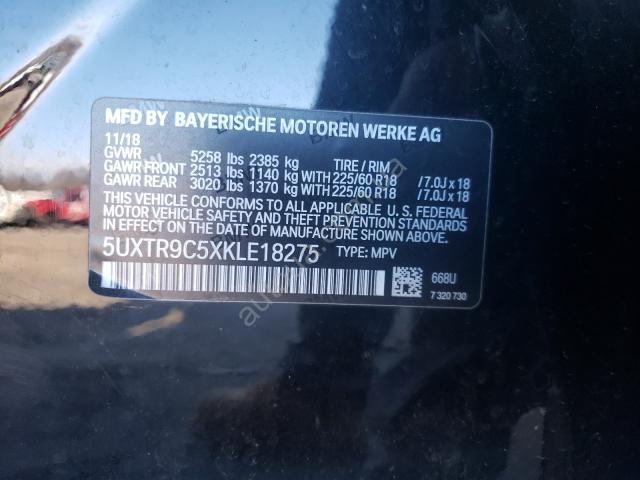 MFD BY BAYERISCHE MOTOREN WERKE AG
11/18
GVWR 5258 lbs 2385 kg TIRE / RIM
GAWR FRONT 2513 lbs 1140 kg WITH 225/60 R18 /7.0J x 18
GAWR REAR 3020 lbs 1370 kg WITH 225/60 R18 /7.0J x 18
THIS VEHICLE CONFORMS TO ALL APPLICABLE U. S. FEDERAL
MOTOR VEHICLE SAFETY AND THEFT PREVENTION STANDARDS
IN EFFECT ON THE DATE OF MANUFACTURE SHOWN ABOVE.
5UXTR9C5XKLE18275 TYPE: MPV
668U
7 320 730